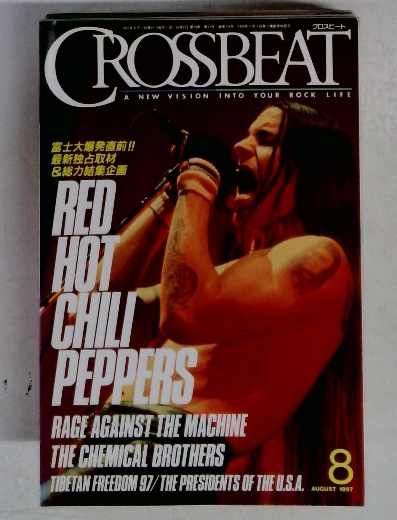 CROSSBEAT
クロスビート
A NEW VISION INTO YOUR ROCK LIFE
富士大爆発直前!!
最新独占取材
&総力結集企画
RED
HOT
CHILI
PEPPERS
RAGE AGAINST THE MACHINE
THE CHEMICAL BROTHERS
TIBETAN FREEDOM 97/THE PRESIDENTS OF THE U.S.A.
8
AUGUST 1997